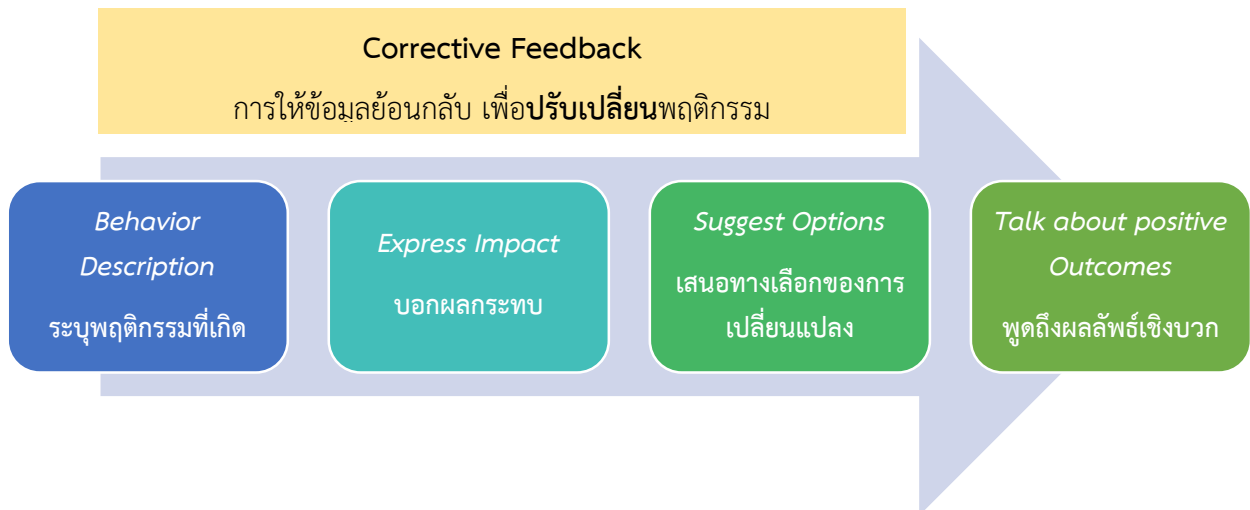 Corrective Feedback
การให้ข้อมูลย้อนกลับ เพื่อปรับเปลี่ยนพฤติกรรม
Behavior
Description
ระบุพฤติกรรมที่เกิด
Express Impact
บอกผลกระทบ
Suggest Options
เสนอทางเลือกของการ
เปลี่ยนแปลง
Talk about positive
Outcomes
พูดถึงผลลัพธ์เชิงบวก